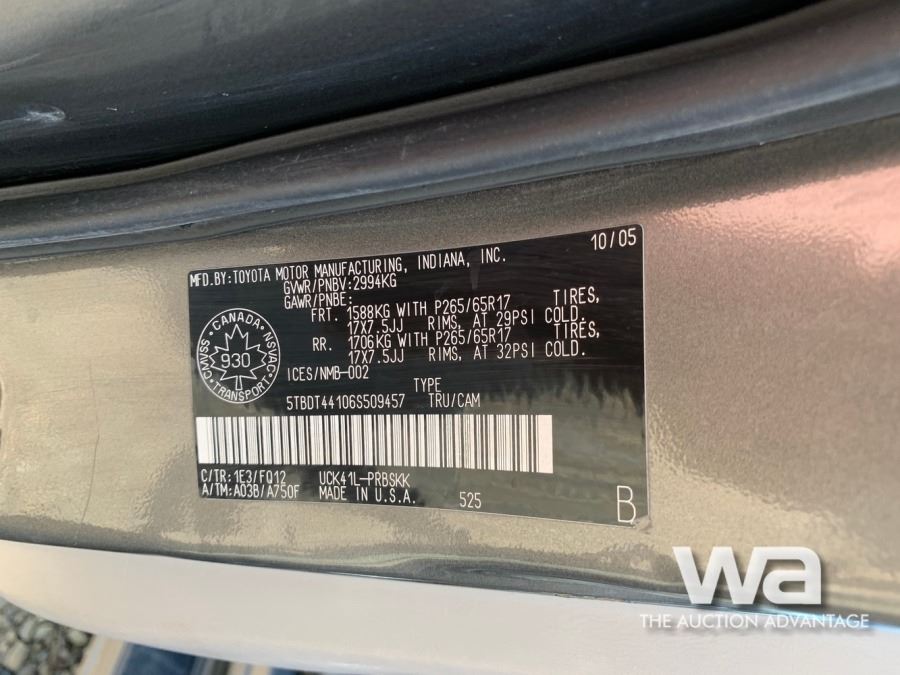 10/05
MFD.BY:TOYOTA MOTOR MANUFACTURING, INDIANA, INC.
GVWR/PNBV:2994KG
GAWR/PNBE:
FRT. 1588KG WITH P265/65R17 TIRES,
17X7.5JJ RIMS, AT 29PSI COLD.
RR. 1706KG WITH P265/65R17 TIRES,
17X7.5JJ RIMS, AT 32PSI COLD.
CANADA
CMVSS 930 NSVAC
TRANSPORT
ICES/NMB-002
TYPE
5TBDT44106S509457 TRU/CAM
C/TR:1E3/FQ12 UCK41L-PRBSKK
A/TM:A03B/A750F MADE IN U.S.A. 525
B
wa
THE AUCTION ADVANTAGE